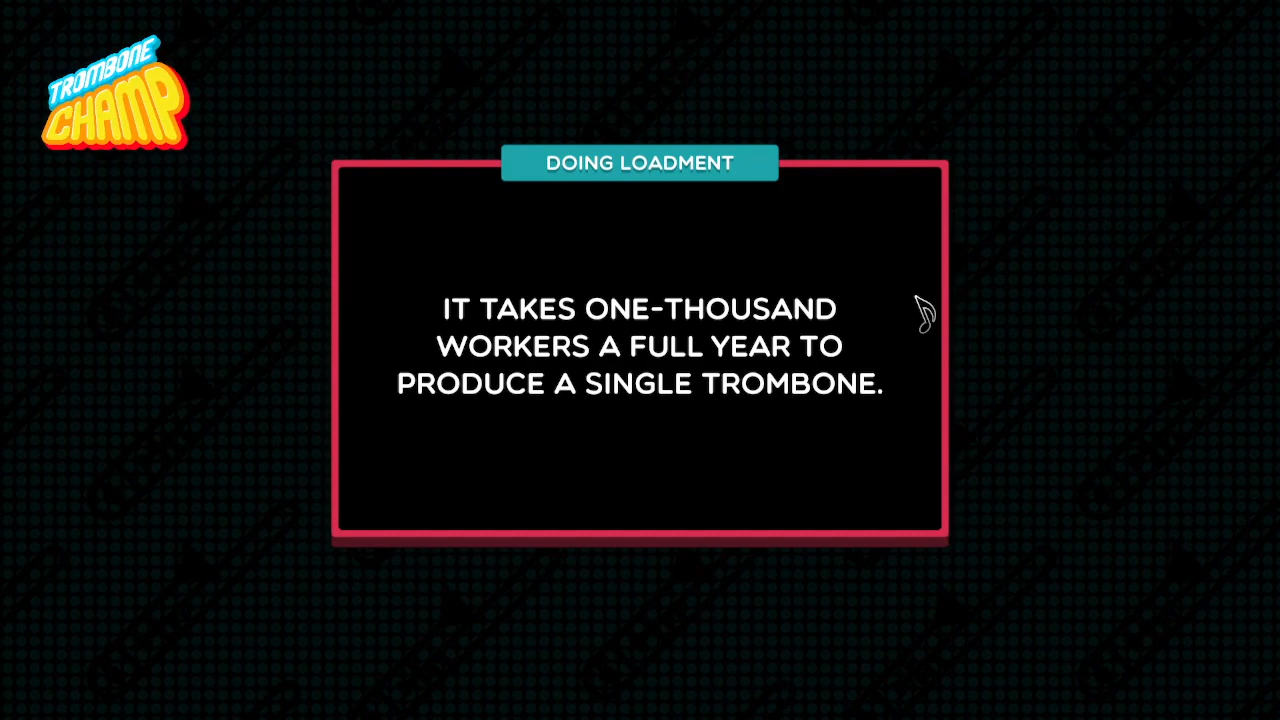 TROMBONE
CHAMP
DOING LOADMENT
IT TAKES ONE-THOUSAND
WORKERS A FULL YEAR TO
PRODUCE A SINGLE TROMBONE.